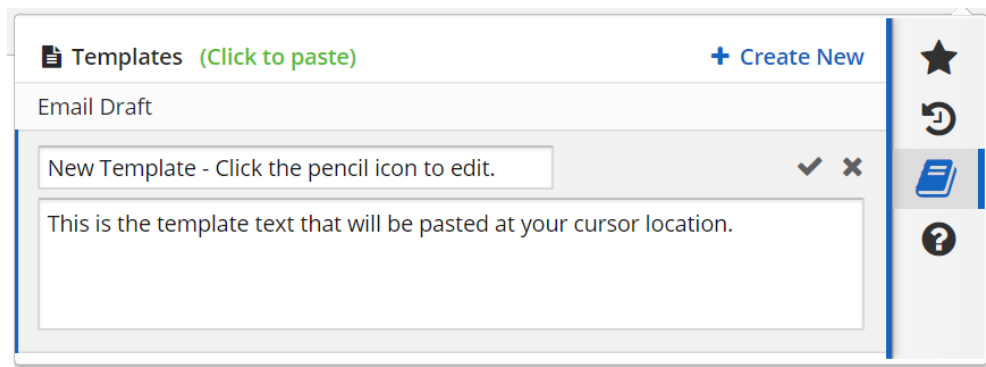 Templates (Click to paste) + Create New
Email Draft
New Template - Click the pencil icon to edit.
This is the template text that will be pasted at your cursor location.